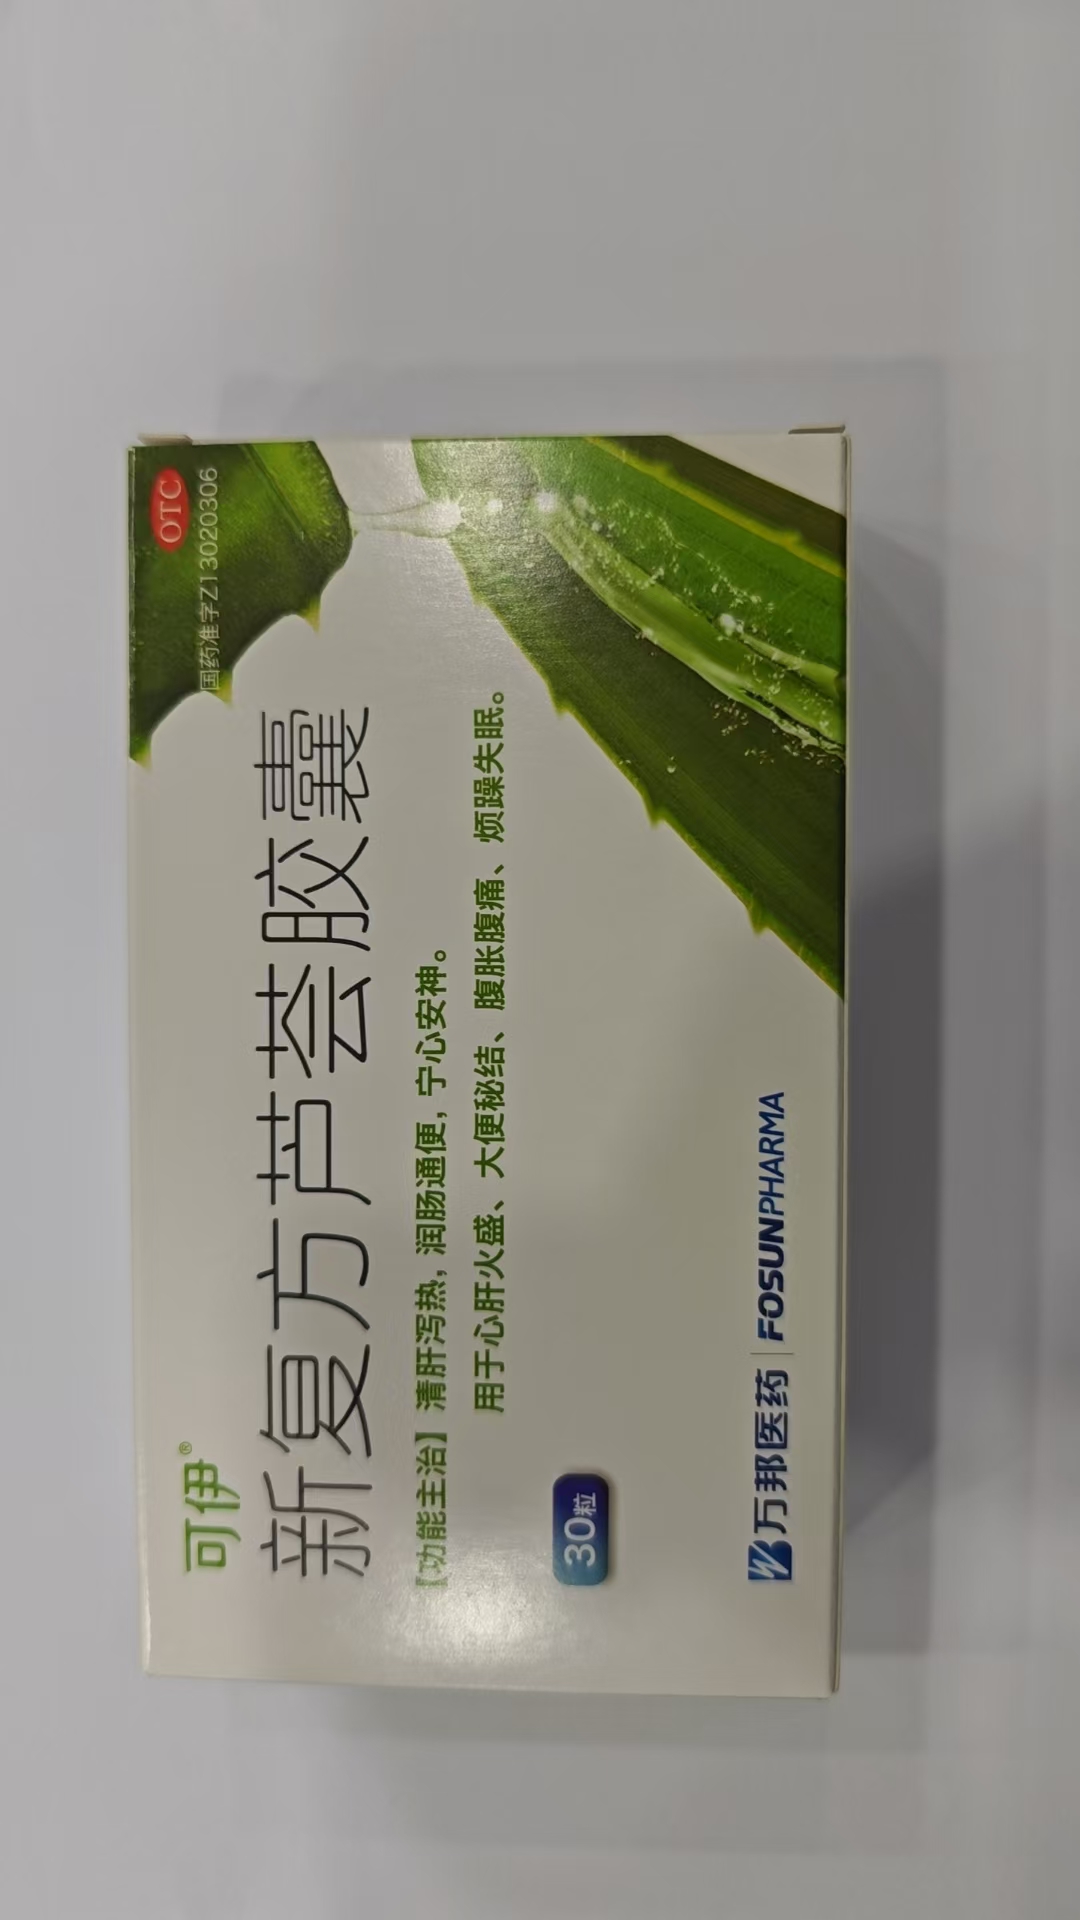 OTC
国药准字Z13020306
可伊®
新复方芦荟胶囊
【功能主治】清肝泻热，润肠通便，宁心安神。
用于心肝火盛、大便秘结、腹胀腹痛、烦躁失眠。
30粒
万邦医药 | FOSUNPHARMA